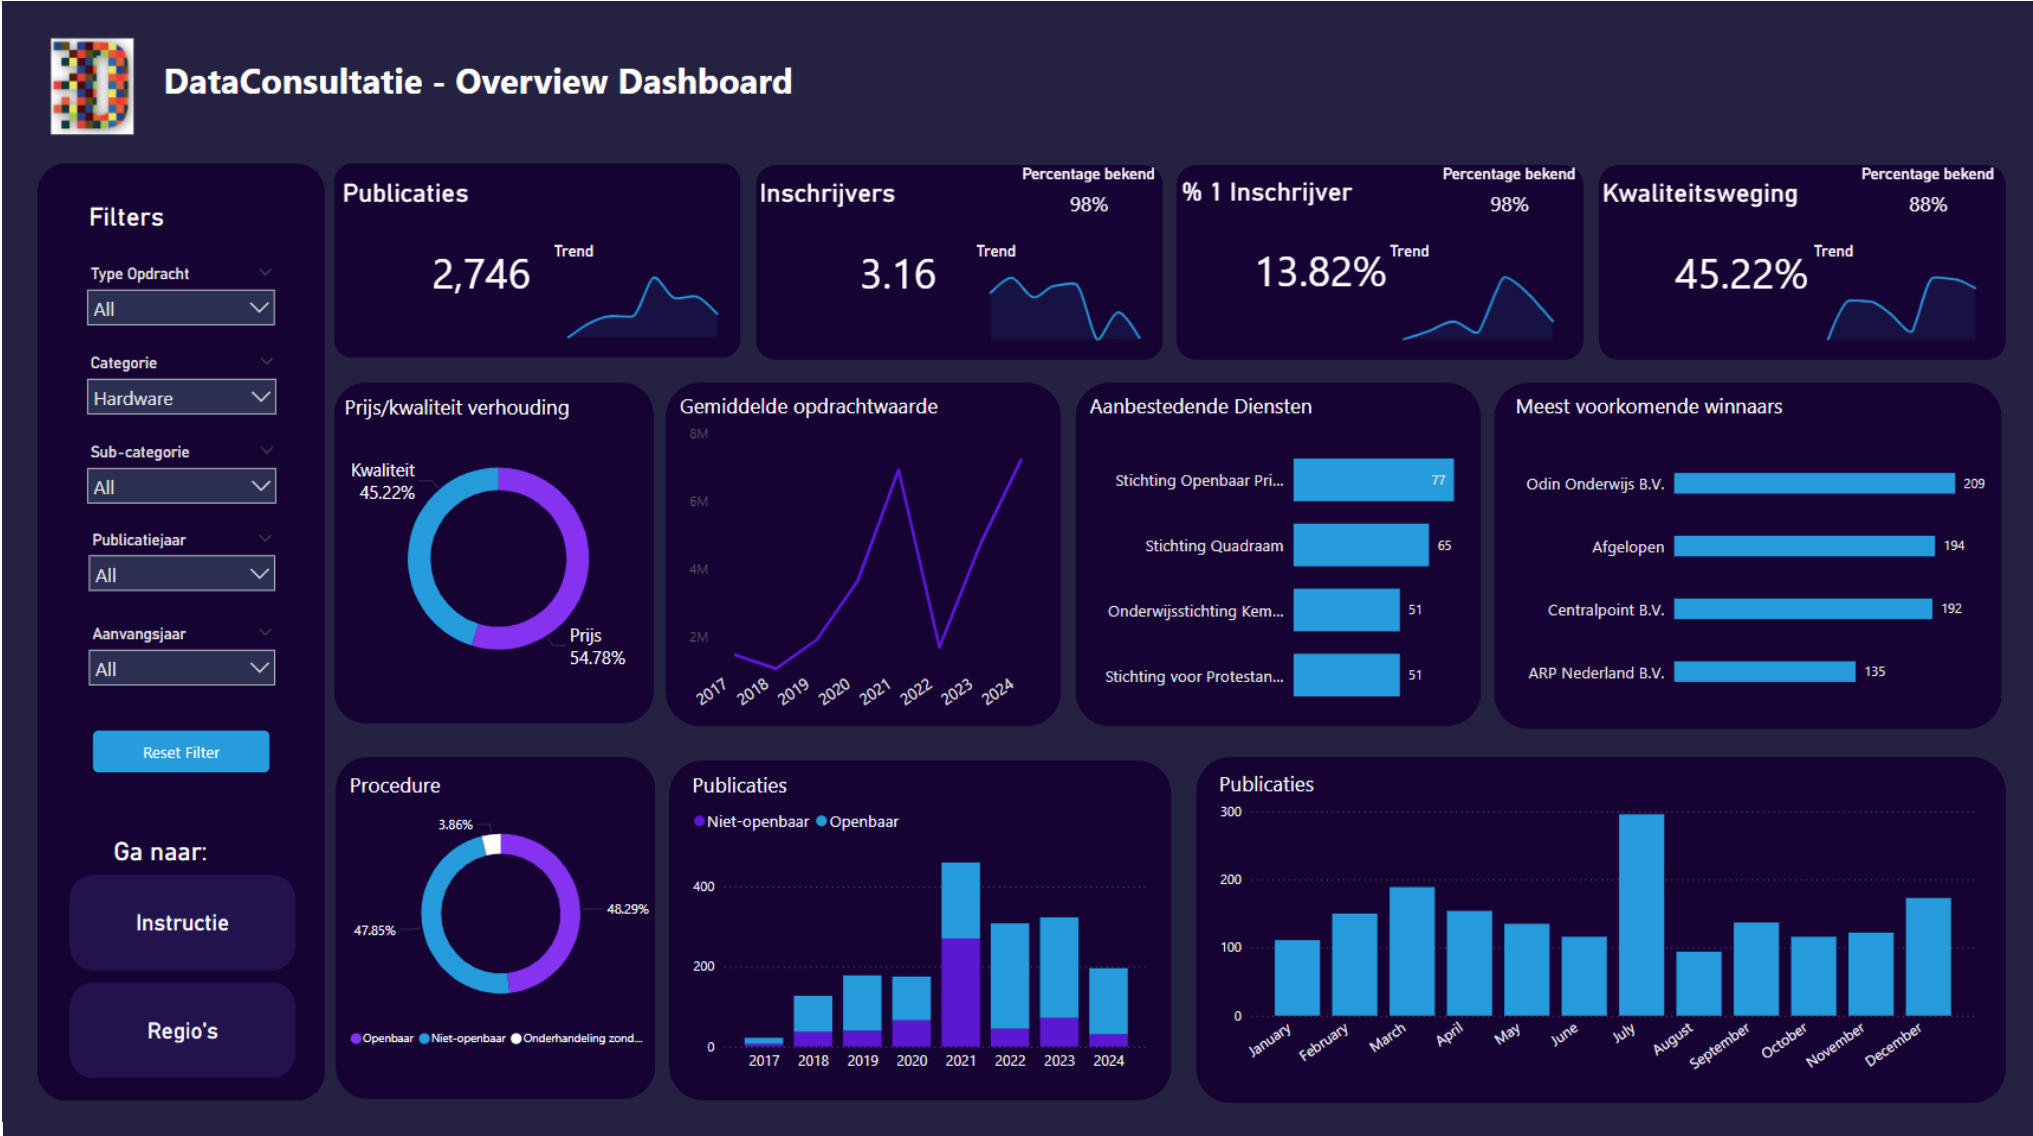 DataConsultatie - Overview Dashboard
Filters
Type Opdracht
All
Categorie
Hardware
Sub-categorie
All
Publicatiejaar
All
Aanvangsjaar
All
Reset Filter
Ga naar:
Instructie
Regio's
Publicaties
2,746
Trend
Inschrijvers
Percentage bekend
98%
3.16
Trend
% 1 Inschrijver
Percentage bekend
98%
13.82%
Trend
Kwaliteitsweging
Percentage bekend
88%
45.22%
Trend
Prijs/kwaliteit verhouding
Kwaliteit
45.22%
Prijs
54.78%
Gemiddelde opdrachtwaarde
8M
6M
4M
2M
2017 2018 2019 2020 2021 2022 2023 2024
Aanbestedende Diensten
Stichting Openbaar Pri... 77
Stichting Quadraam 65
Onderwijsstichting Kem... 51
Stichting voor Protestan... 51
Meest voorkomende winnaars
Odin Onderwijs B.V. 209
Afgelopen 194
Centralpoint B.V. 192
ARP Nederland B.V. 135
Procedure
3.86%
48.29%
47.85%
Openbaar Niet-openbaar Onderhandeling zond...
Publicaties
Niet-openbaar Openbaar
400
200
0
2017 2018 2019 2020 2021 2022 2023 2024
Publicaties
300
200
100
0
January February March April May June July August September October November December